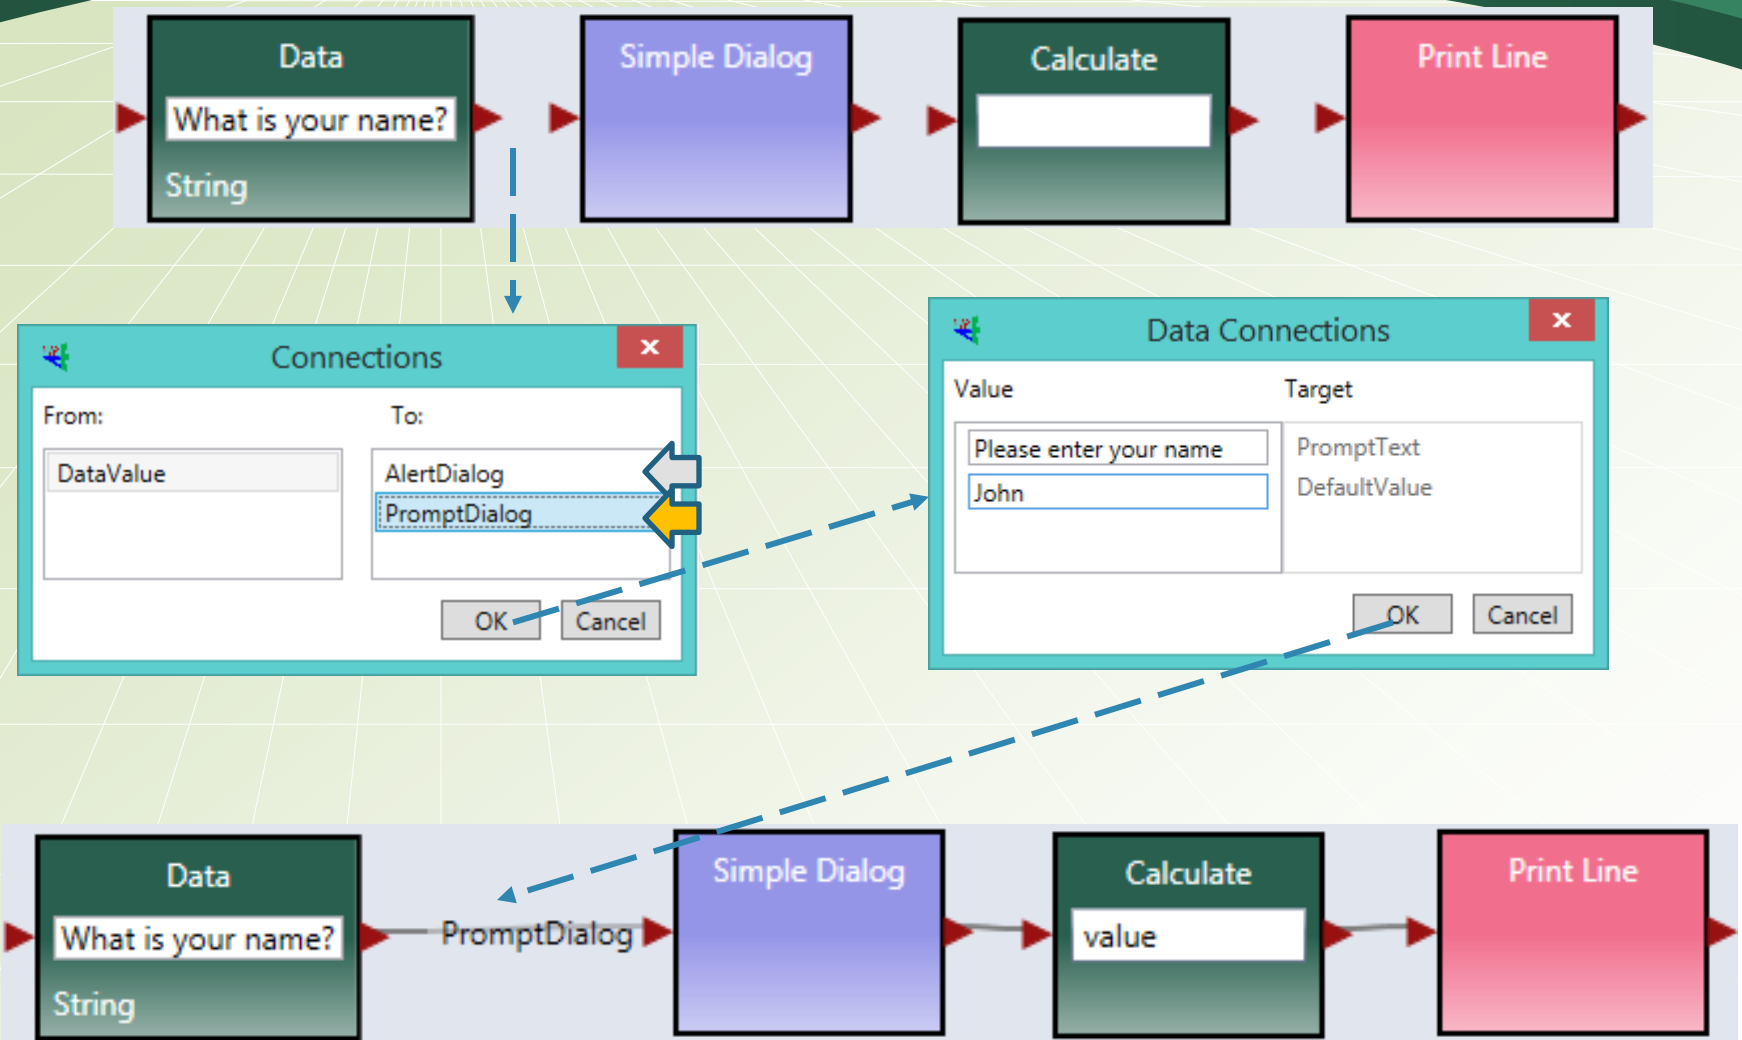 Data
Simple Dialog
Calculate
Print Line
What is your name?
String
Connections
From:
To:
DataValue
AlertDialog
PromptDialog
OK
Cancel
Data Connections
Value
Target
Please enter your name
PromptText
John
DefaultValue
OK
Cancel
Data
Simple Dialog
Calculate
Print Line
What is your name?
PromptDialog
value
String